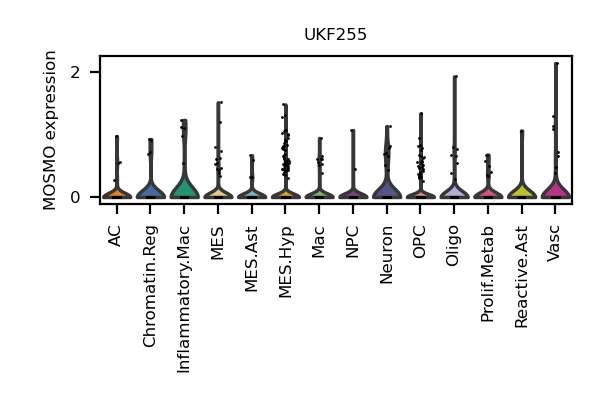 UKF255
MOSMO expression
2
0
AC
Chromatin.Reg
Inflammatory.Mac
MES
MES.Ast
MES.Hyp
Mac
NPC
Neuron
OPC
Oligo
Prolif.Metab
Reactive.Ast
Vasc